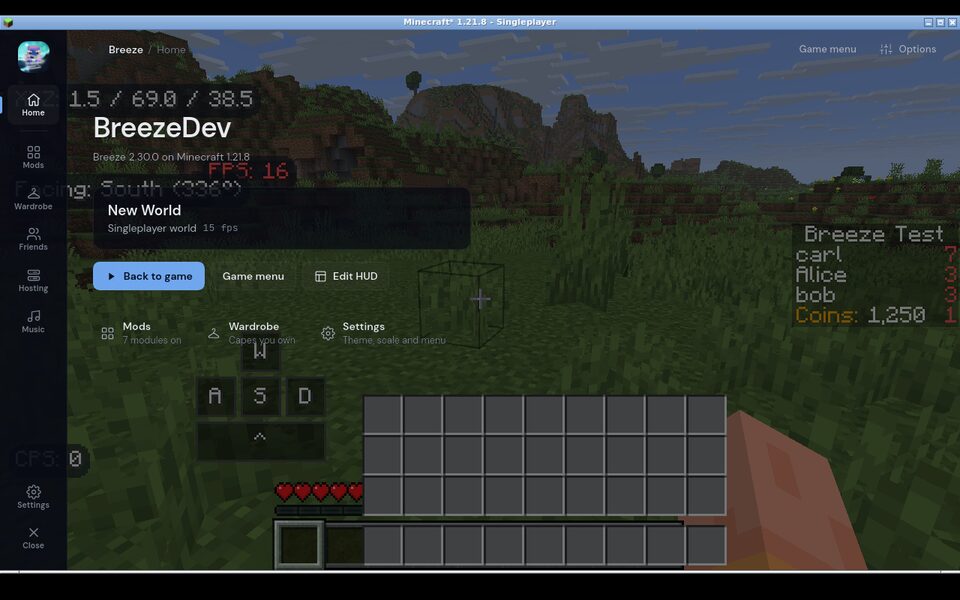 Minecraft* 1.21.8 - Singleplayer
Breeze / Home
Game menu
Options
Home
1.5 / 69.0 / 38.5
BreezeDev
Breeze 2.30.0 on Minecraft 1.21.8
FPS: 16
Mods
Facing: South (336°)
Wardrobe
New World
Singleplayer world 15 fps
Friends
Breeze Test
carl 7
Alice 3
bob 3
Coins: 1,250 1
Hosting
Back to game
Game menu
Edit HUD
Music
Mods
7 modules on
Wardrobe
Capes you own
Settings
Theme, scale and menu
W
A
S
D
^
CPS: 0
Settings
Close